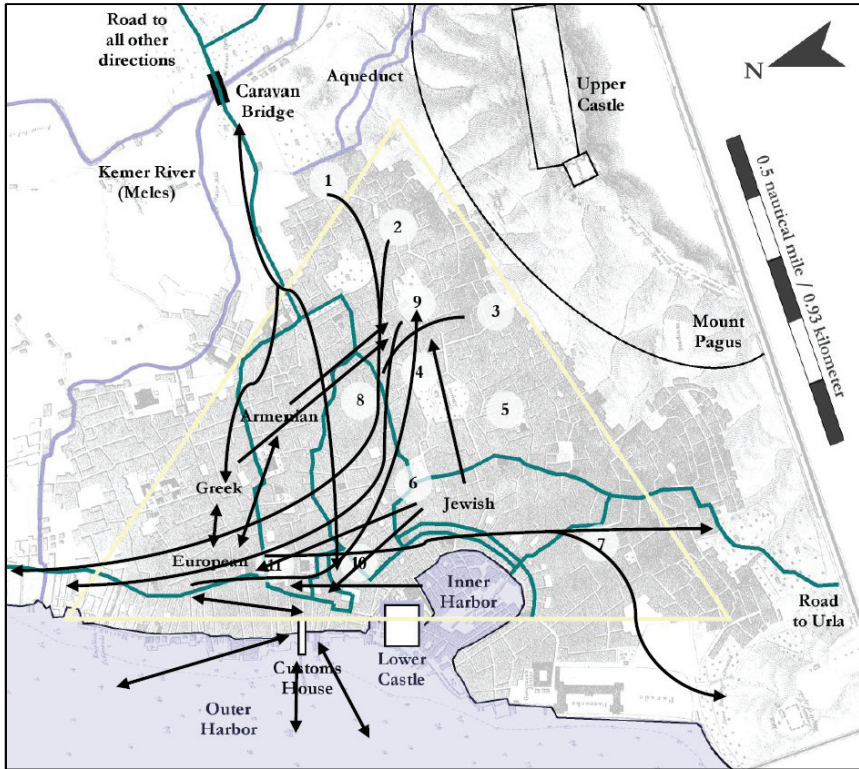 Road to
all other
directions
Aqueduct
N
Caravan
Bridge
Upper
Castle
Kemer River
(Meles)
0.5 nautical mile / 0.93 kilometer
1
2
9
3
Mount
Pagus
4
8
5
Armenian
6
Greek
Jewish
7
European
11
10
Inner
Harbor
Road
to Urla
Customs
House
Lower
Castle
Outer
Harbor